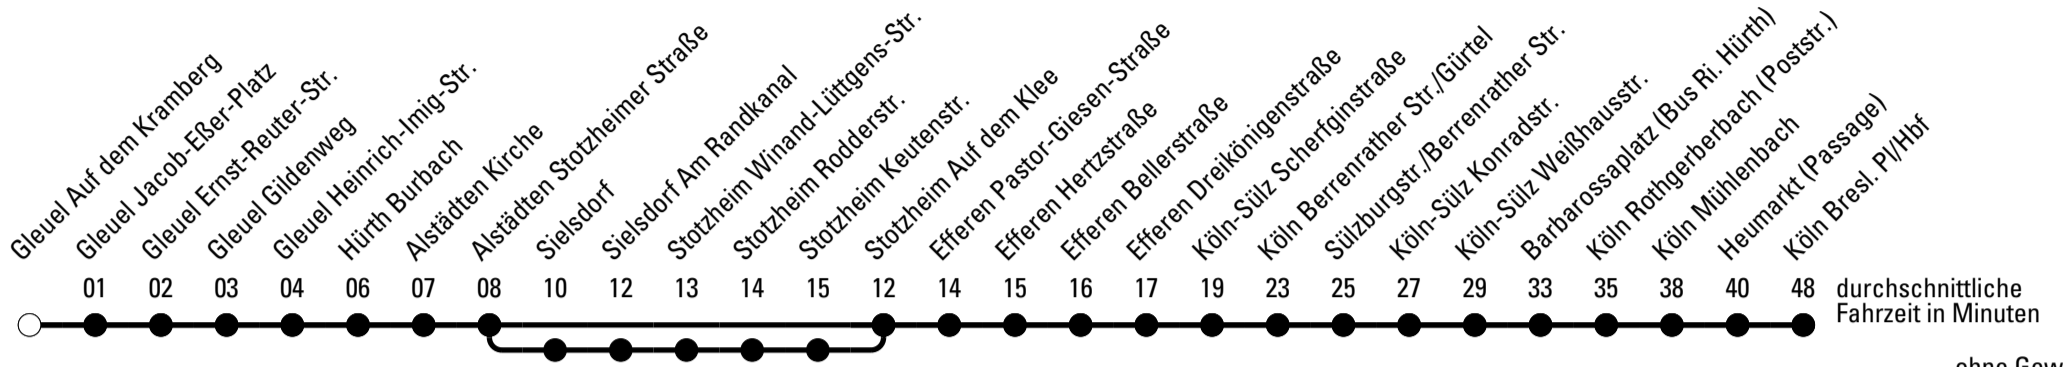 Gleuel Auf dem Kramberg
Gleuel Jacob-Eßer-Platz
Gleuel Ernst-Reuter-Str.
Gleuel Gildenweg
Gleuel Heinrich-Imig-Str.
Hürth Burbach
Alstädten Kirche
Alstädten Stotzheimer Straße
Sielsdorf
Sielsdorf Am Randkanal
Stotzheim Winand-Lüttgens-Str.
Stotzheim Rodderstr.
Stotzheim Keutenstr.
Stotzheim Auf dem Klee
Efferen Pastor-Giesen-Straße
Efferen Hertzstraße
Efferen Bellerstraße
Efferen Dreikönigenstraße
Köln-Sülz Scherfginstraße
Köln Berrenrather Str./Gürtel
Sülzburgstr./Berrenrather Str.
Köln-Sülz Konradstr.
Köln-Sülz Weißhausstr.
Barbarossaplatz (Bus Ri. Hürth)
Köln Rothgerberbach (Poststr.)
Köln Mühlenbach
Heumarkt (Passage)
Köln Bresl. Pl/Hbf
01 02 03 04 06 07 08 10 12 13 14 15 12 14 15 16 17 19 23 25 27 29 33 35 38 40 48
durchschnittliche
Fahrzeit in Minuten
ohne